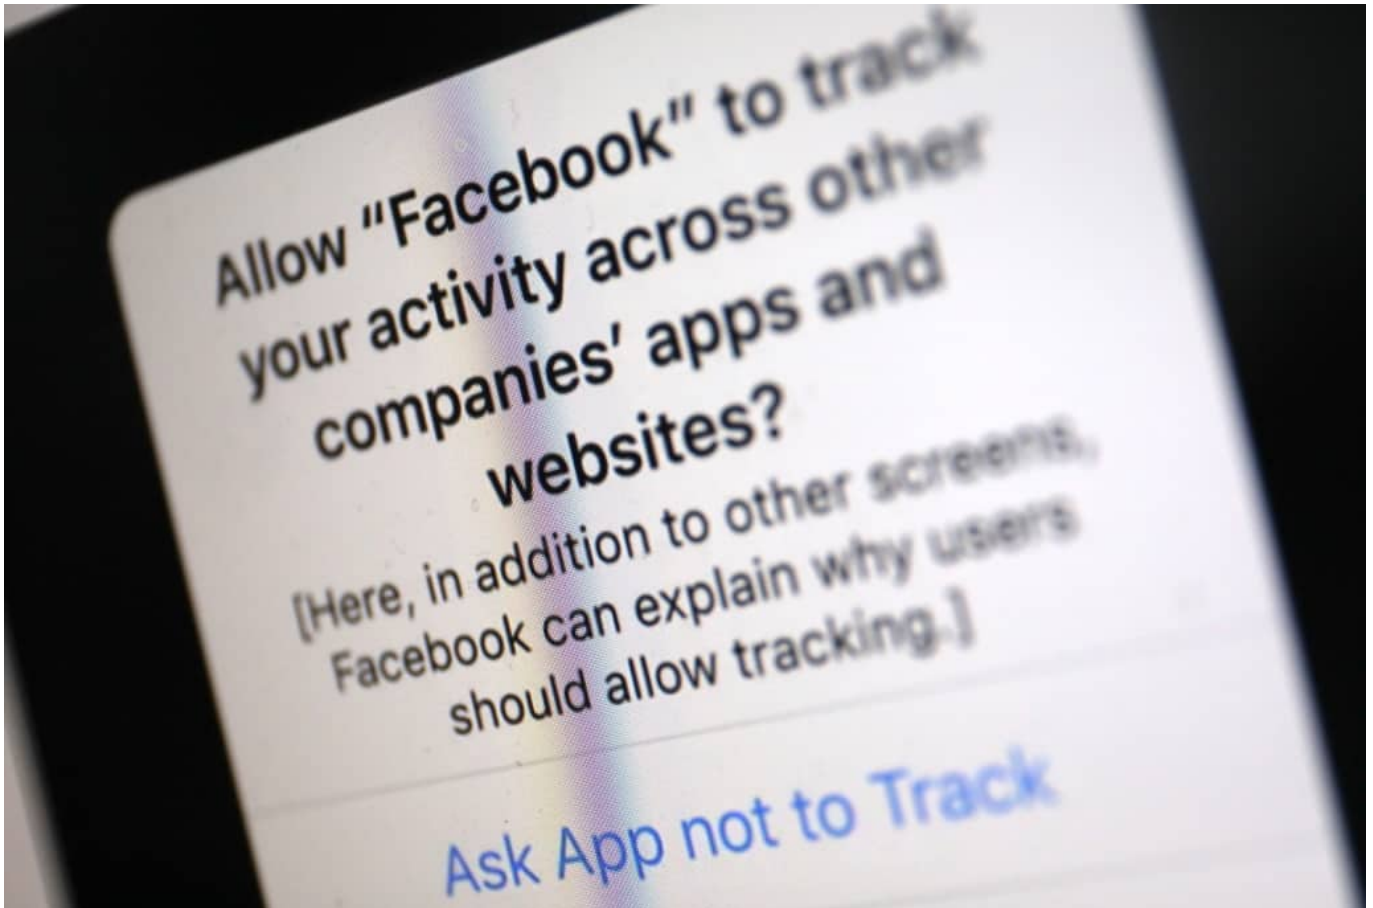 Allow “Facebook” to track
your activity across other
companies’ apps and
websites?
[Here, in addition to other screens,
Facebook can explain why users
should allow tracking.]
Ask App not to Track